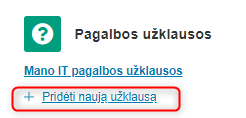 Pagalbos užklausos
Mano IT pagalbos užklausos
+ Pridėti naują užklausą